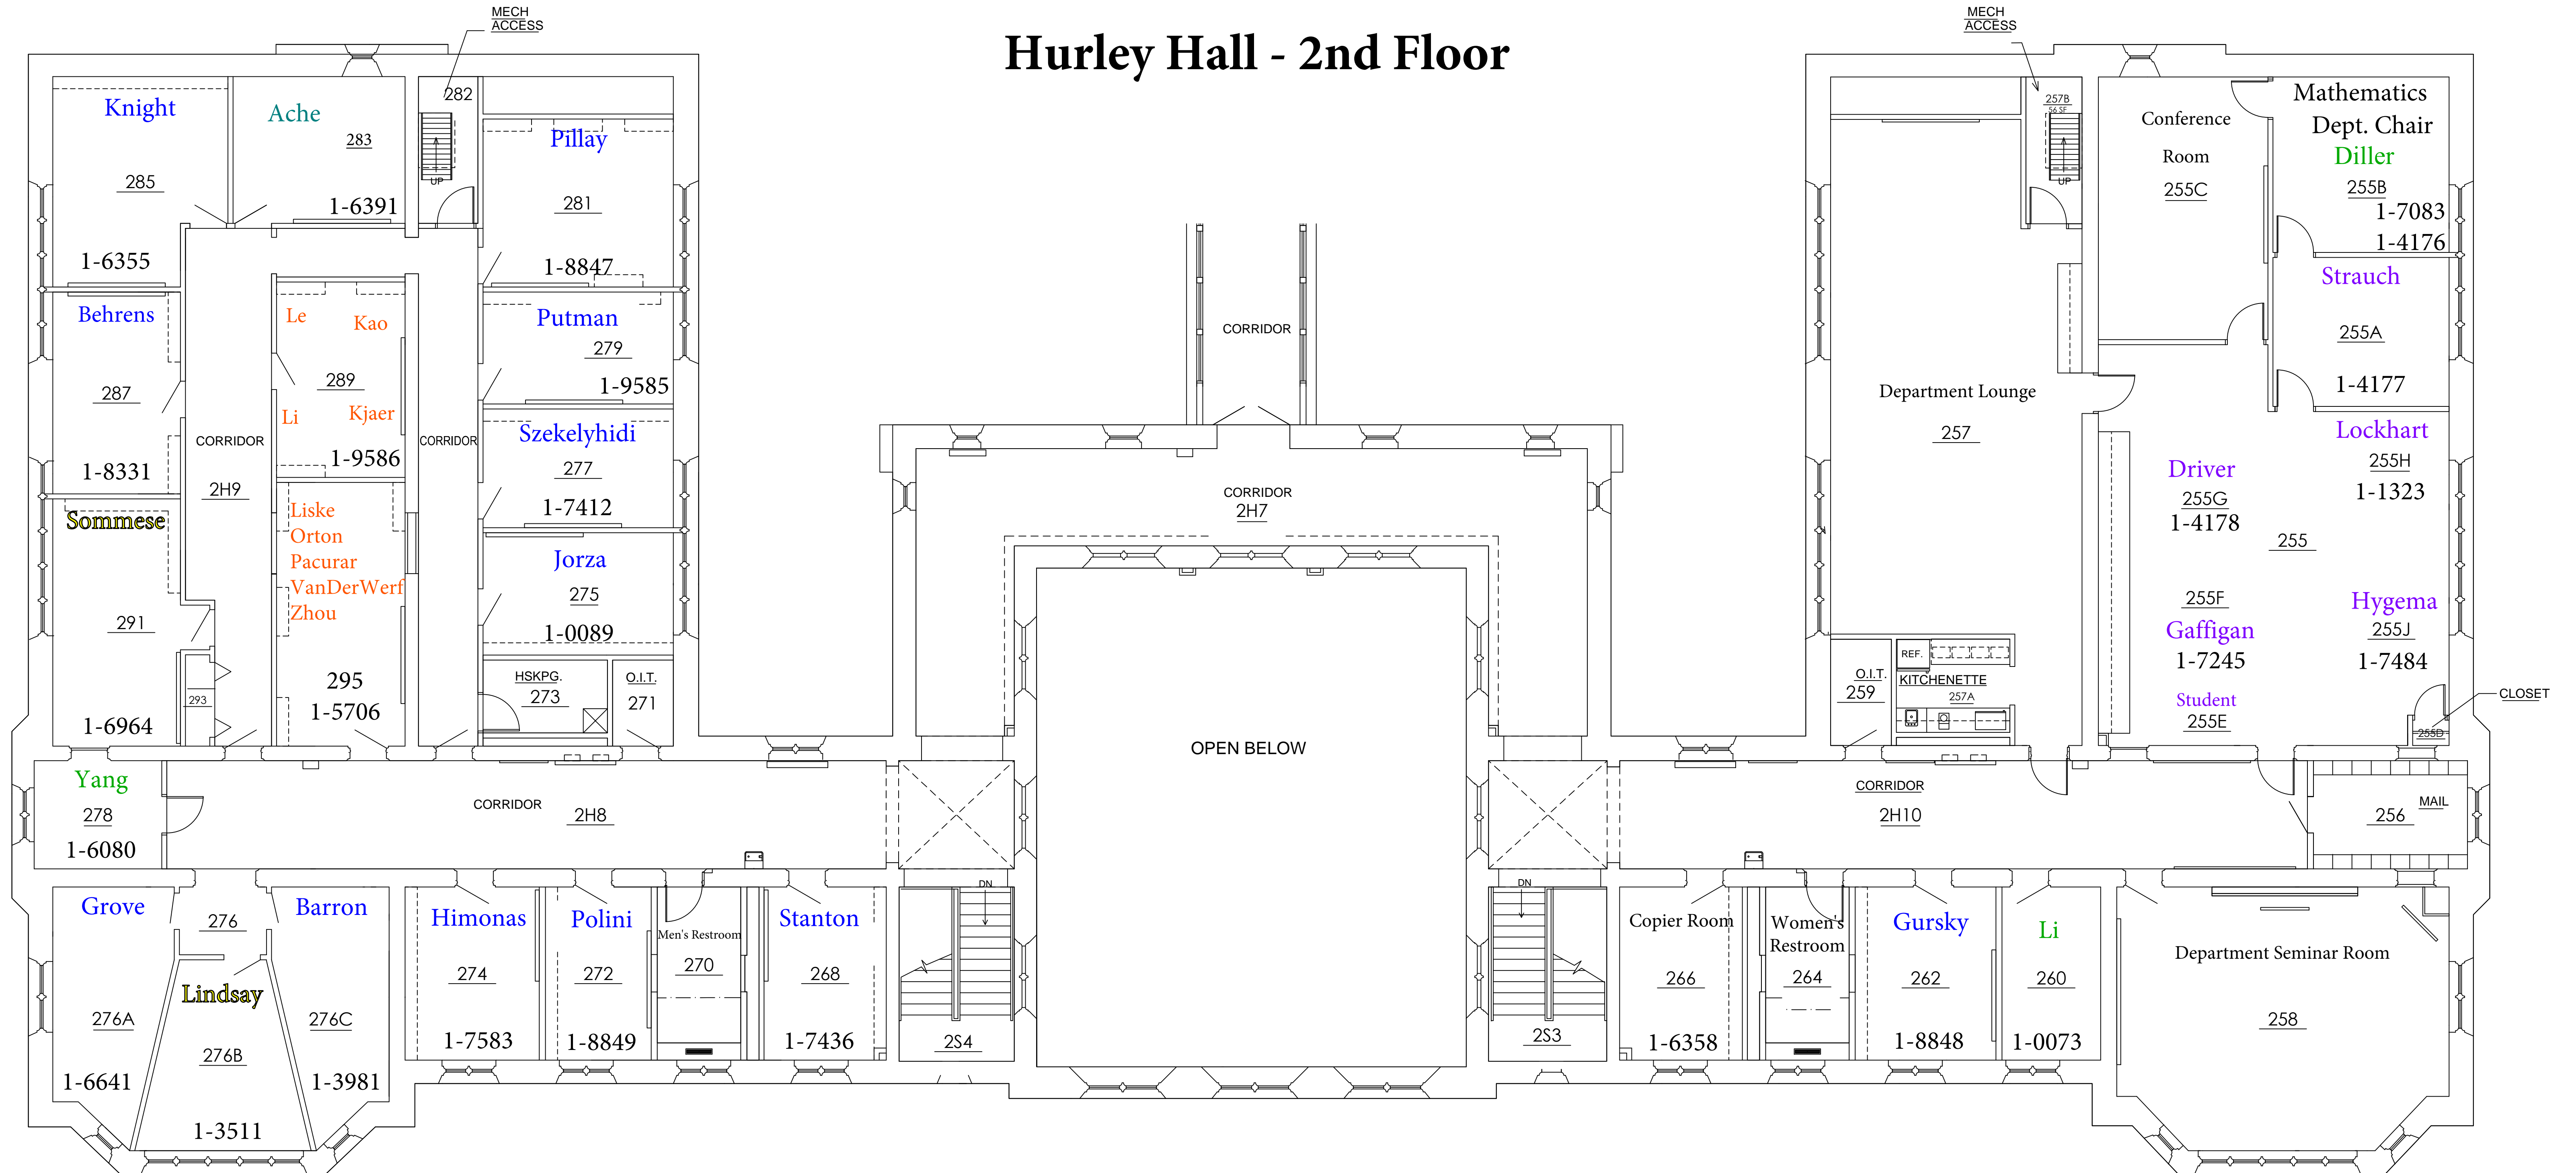 Hurley Hall - 2nd Floor
MECH
ACCESS
Knight
285
1-6355
Ache
283
1-6391
282
UP
Pillay
281
1-8847
Behrens
287
1-8331
Le
Kao
289
Li
Kjaer
1-9586
Putman
279
1-9585
CORRIDOR
2H9
CORRIDOR
Szekelyhidi
277
1-7412
Sommese
291
1-6964
293
Liske
Orton
Pacurar
VanDerWerf
Zhou
295
1-5706
Jorza
275
1-0089
HSKPG.
273
O.I.T.
271
Yang
278
1-6080
CORRIDOR
2H8
Grove
276A
1-6641
276
Lindsay
276B
1-3511
Barron
276C
1-3981
Himonas
274
1-7583
Polini
272
1-8849
Men's Restroom
270
Stanton
268
1-7436
DN
2S4
CORRIDOR
CORRIDOR
2H7
OPEN BELOW
DN
2S3
MECH
ACCESS
257B
56 SF
UP
Conference
Room
255C
Mathematics
Dept. Chair
Diller
255B
1-7083
1-4176
Strauch
255A
1-4177
Department Lounge
257
Lockhart
255H
1-1323
Driver
255G
1-4178
255
255F
Gaffigan
1-7245
Hygema
255J
1-7484
Student
255E
CLOSET
255D
O.I.T.
259
REF.
KITCHENETTE
257A
CORRIDOR
2H10
MAIL
256
Copier Room
266
1-6358
Women's
Restroom
264
Gursky
262
1-8848
Li
260
1-0073
Department Seminar Room
258